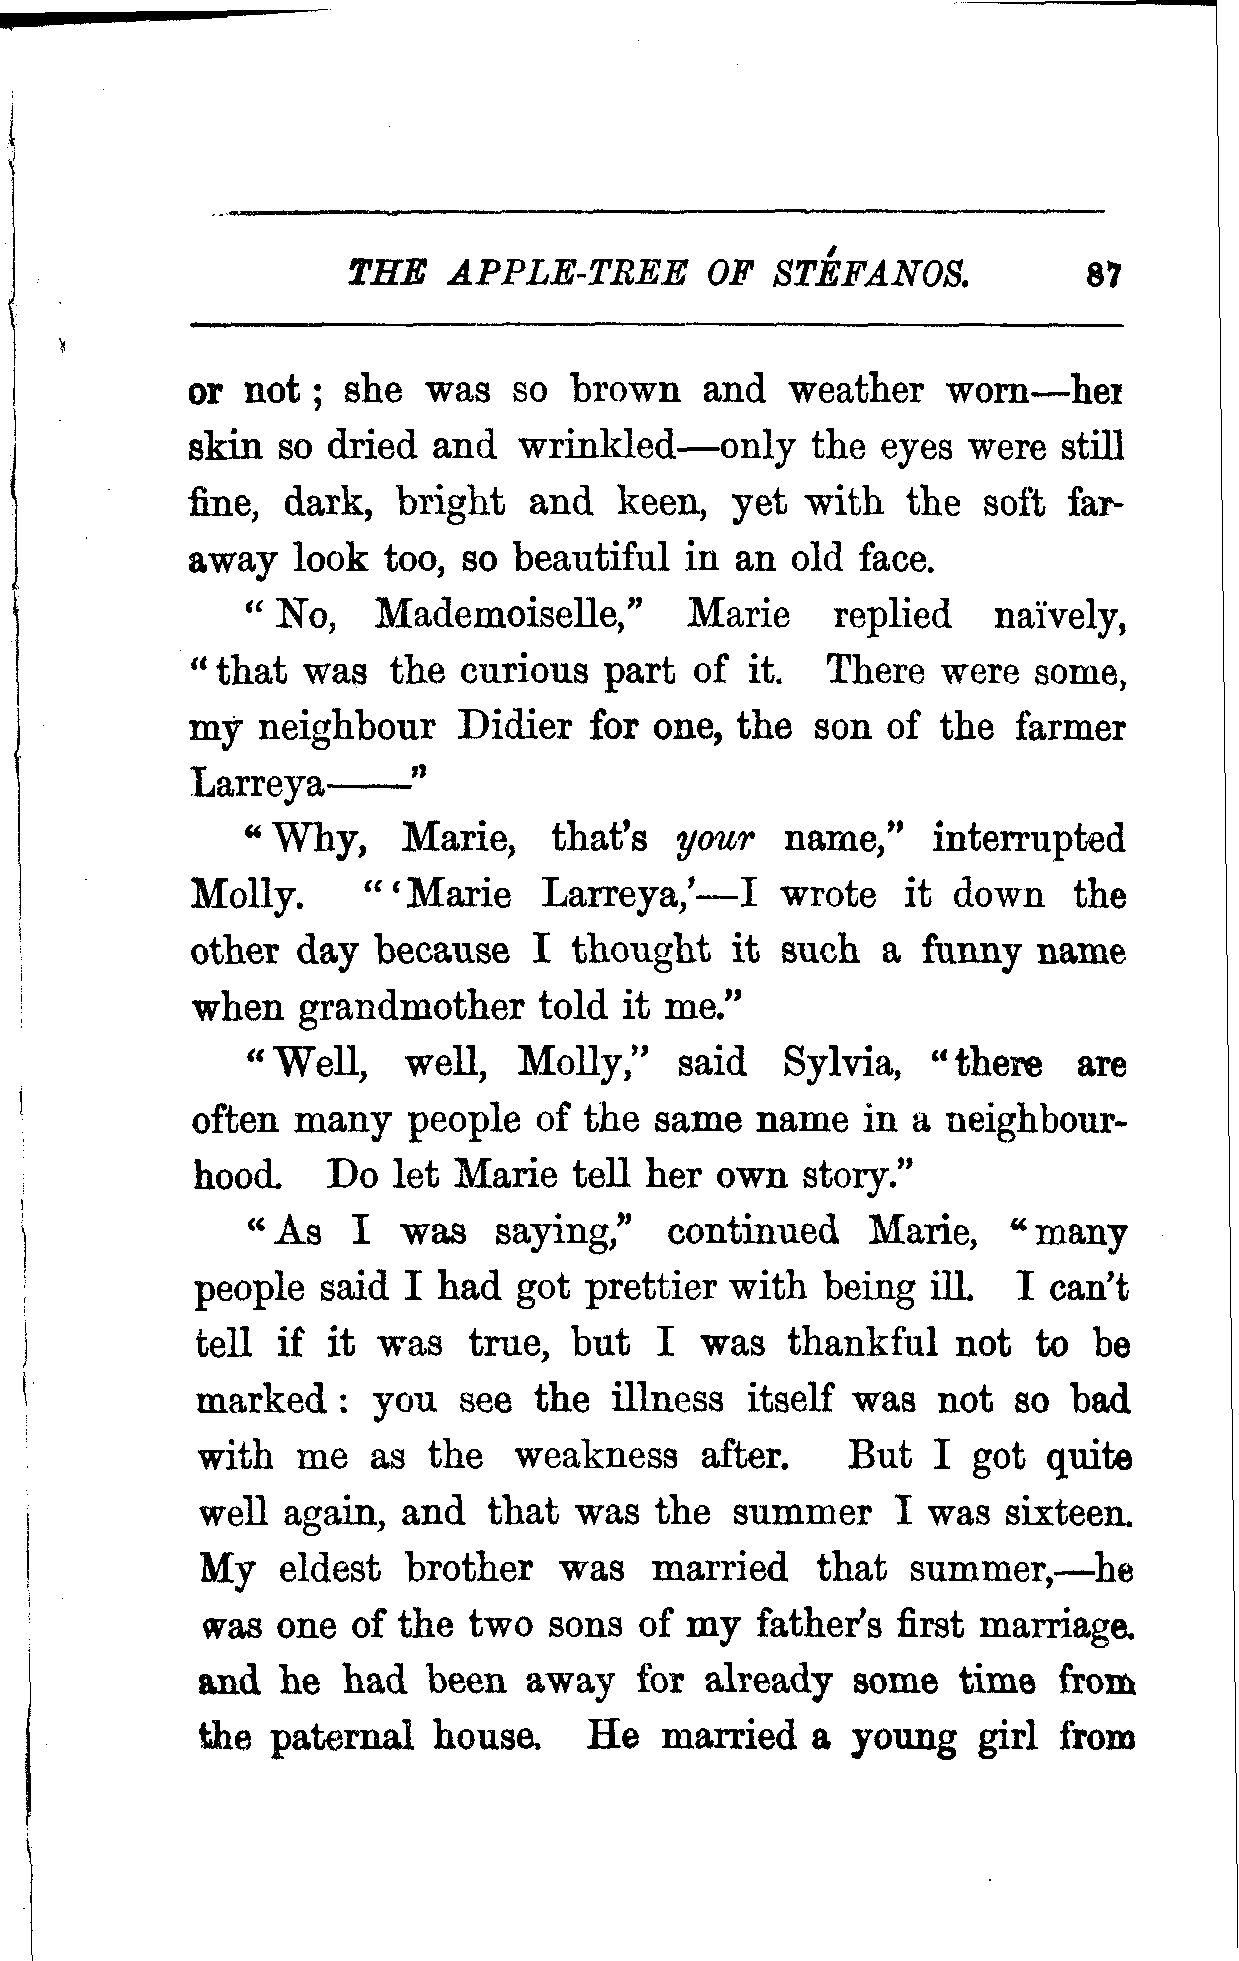 THE APPLE-TREE OF STÉFANOS. 87
or not ; she was so brown and weather worn—her
skin so dried and wrinkled—only the eyes were still
fine, dark, bright and keen, yet with the soft far-
away look too, so beautiful in an old face.
“ No, Mademoiselle,” Marie replied naïvely,
“ that was the curious part of it. There were some,
my neighbour Didier for one, the son of the farmer
Larreya——”
“ Why, Marie, that’s your name,” interrupted
Molly. “ ‘Marie Larreya,’—I wrote it down the
other day because I thought it such a funny name
when grandmother told it me.”
“ Well, well, Molly,” said Sylvia, “ there are
often many people of the same name in a neighbour-
hood. Do let Marie tell her own story.”
“ As I was saying,” continued Marie, “ many
people said I had got prettier with being ill. I can’t
tell if it was true, but I was thankful not to be
marked : you see the illness itself was not so bad
with me as the weakness after. But I got quite
well again, and that was the summer I was sixteen.
My eldest brother was married that summer,—he
was one of the two sons of my father’s first marriage.
and he had been away for already some time from
the paternal house. He married a young girl from